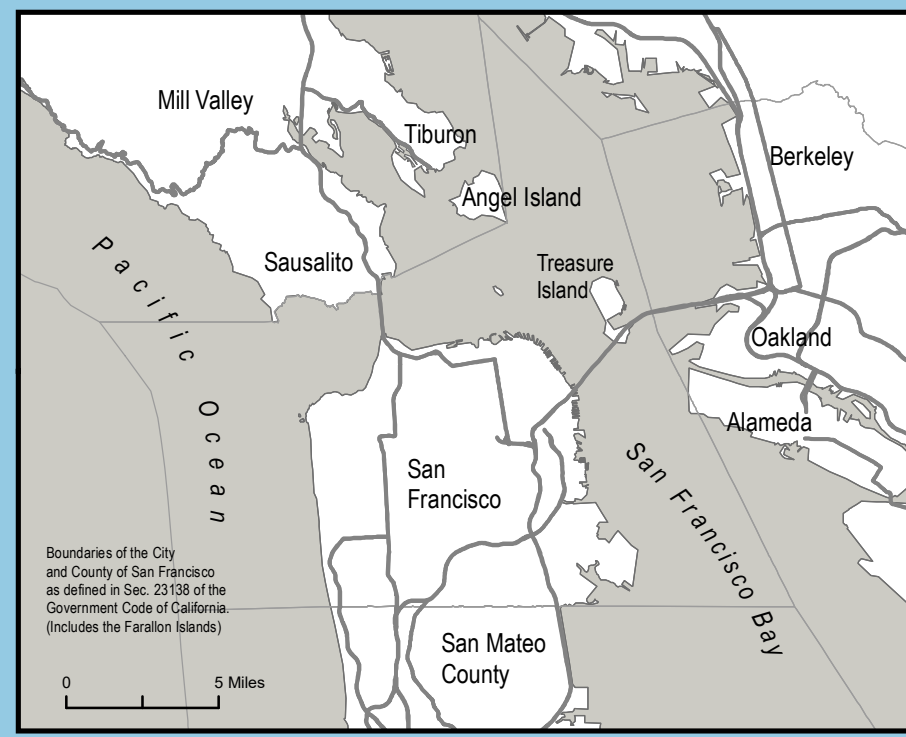 Mill Valley
Tiburon
Berkeley
Angel Island
Sausalito
Treasure
Island
Pacific Ocean
Oakland
Alameda
San
Francisco
San Francisco Bay
Boundaries of the City
and County of San Francisco
as defined in Sec. 23138 of the
Government Code of California.
(Includes the Farallon Islands)
San Mateo
County
0 5 Miles